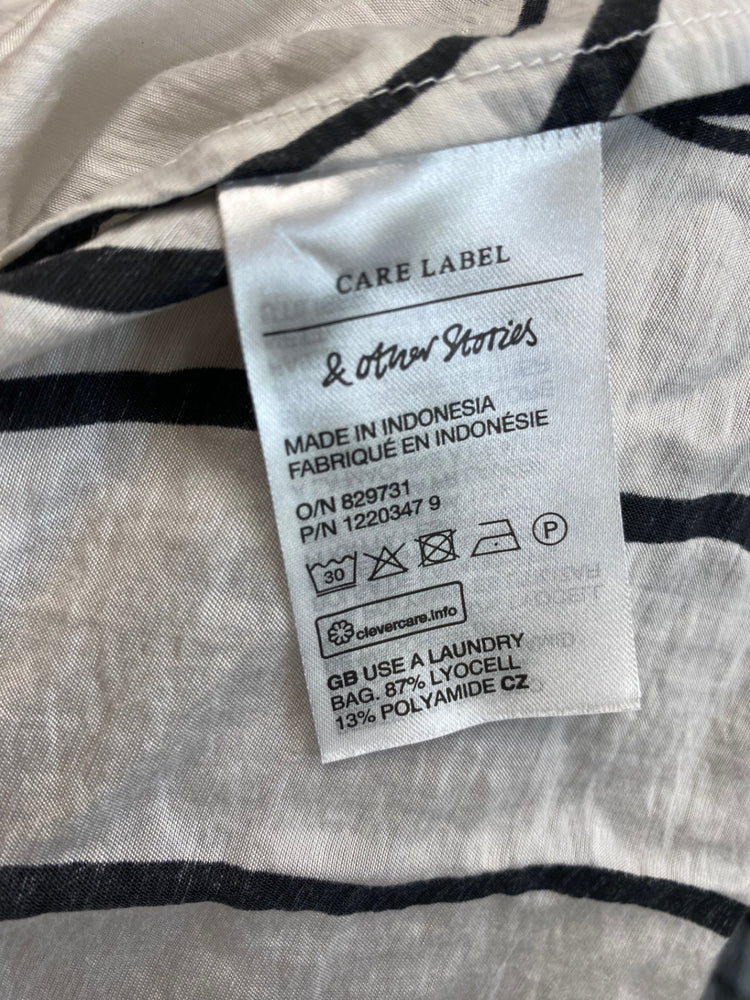 CARE LABEL
& other Stories
MADE IN INDONESIA
FABRIQUÉ EN INDONÉSIE
O/N 829731
P/N 1220347 9
30 P
clevercare.info
GB USE A LAUNDRY
BAG. 87% LYOCELL
13% POLYAMIDE CZ